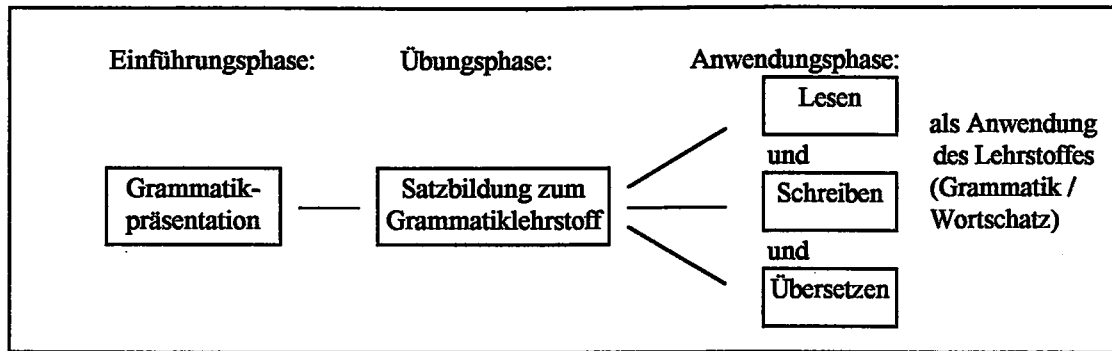 Einführungsphase:
Übungsphase:
Anwendungsphase:
Grammatik-
präsentation
Satzbildung zum
Grammatiklehrstoff
Lesen
und
Schreiben
und
Übersetzen
als Anwendung
des Lehrstoffes
(Grammatik /
Wortschatz)